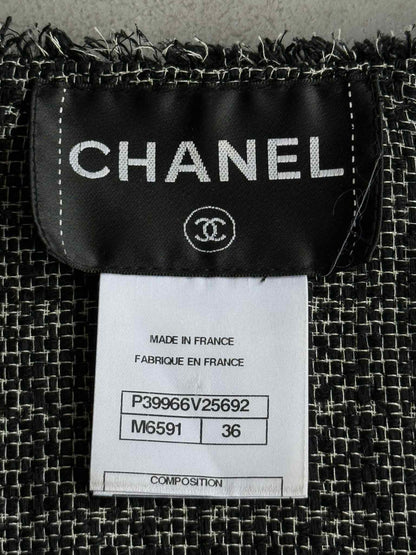 CHANEL
MADE IN FRANCE
FABRIQUE EN FRANCE
P39966V25692
M6591 36
COMPOSITION